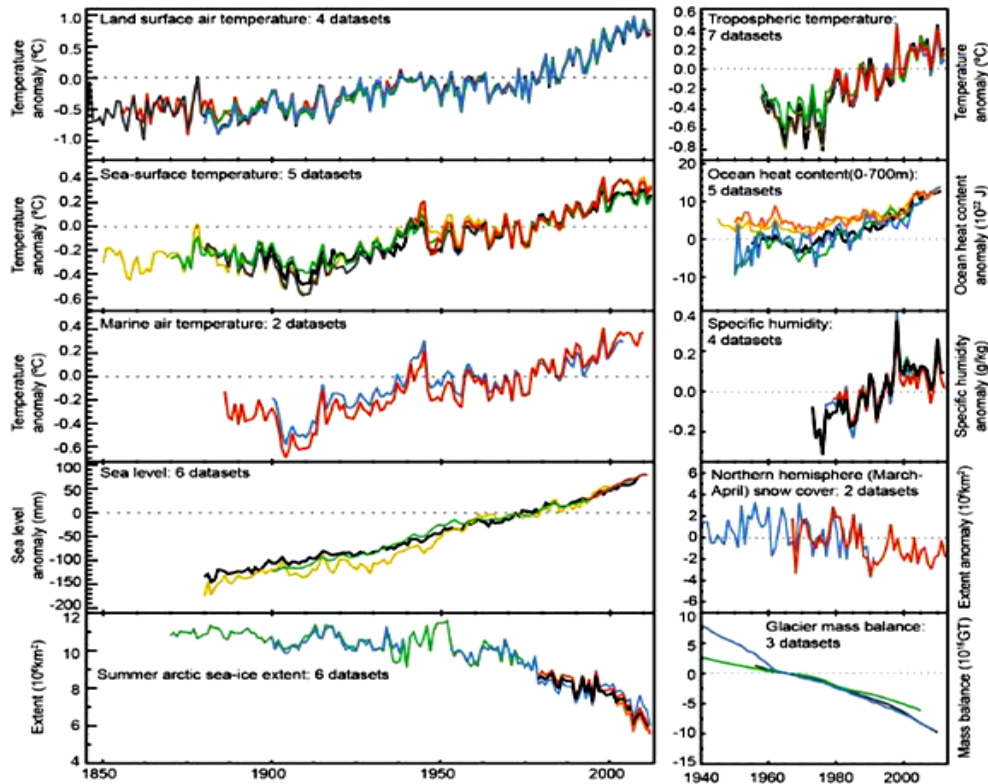 Land surface air temperature: 4 datasets
1.0
0.5
0.0
-0.5
-1.0
Temperature
anomaly (ºC)
Sea-surface temperature: 5 datasets
0.4
0.2
0.0
-0.2
-0.4
-0.6
Temperature
anomaly (ºC)
Marine air temperature: 2 datasets
0.4
0.2
0.0
-0.2
-0.4
-0.6
Temperature
anomaly (ºC)
Sea level: 6 datasets
100
50
0
-50
-100
-150
-200
Sea level
anomaly (mm)
Summer arctic sea-ice extent: 6 datasets
12
10
8
6
4
Extent (10⁶km²)
1850
1900
1950
2000
Tropospheric temperature:
7 datasets
0.6
0.4
0.2
0.0
-0.2
-0.4
-0.6
-0.8
Temperature
anomaly (ºC)
Ocean heat content(0-700m):
5 datasets
20
10
0
-10
Ocean heat content
anomaly (10²² J)
Specific humidity:
4 datasets
0.4
0.2
0.0
-0.2
Specific humidity
anomaly (g/kg)
Northern hemisphere (March-
April) snow cover: 2 datasets
6
4
2
0
-2
-4
-6
Extent anomaly (10⁶km²)
Glacier mass balance:
3 datasets
10
5
0
-5
-10
-15
Mass balance (10¹⁵GT)
1940
1960
1980
2000